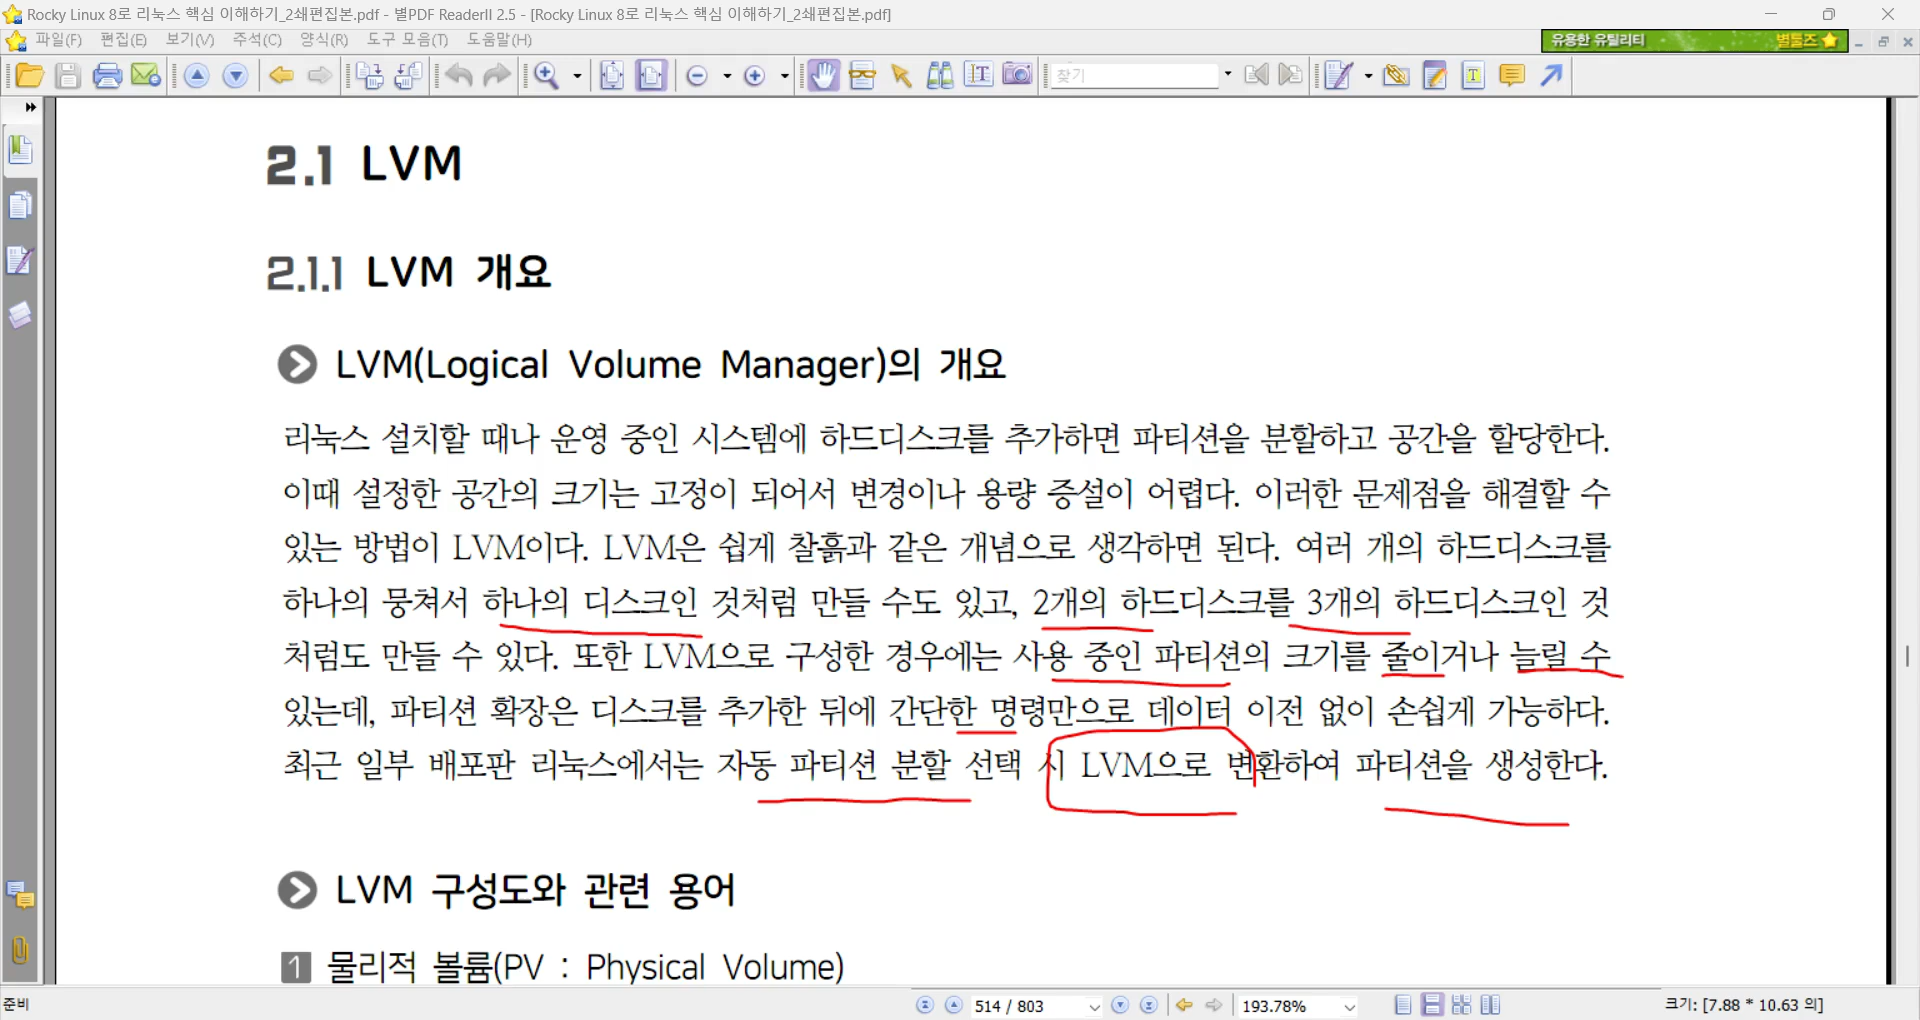 Rocky Linux 8로 리눅스 핵심 이해하기_2쇄편집본.pdf - 별PDF ReaderII 2.5 - [Rocky Linux 8로 리눅스 핵심 이해하기_2쇄편집본.pdf]
파일(F) 편집(E) 보기(V) 주석(C) 양식(R) 도구 모음(T) 도움말(H)
유용한 유틸리티 별툴즈
찾기
2.1 LVM
2.1.1 LVM 개요
LVM(Logical Volume Manager)의 개요
리눅스 설치할 때나 운영 중인 시스템에 하드디스크를 추가하면 파티션을 분할하고 공간을 할당한다.
이때 설정한 공간의 크기는 고정이 되어서 변경이나 용량 증설이 어렵다. 이러한 문제점을 해결할 수
있는 방법이 LVM이다. LVM은 쉽게 찰흙과 같은 개념으로 생각하면 된다. 여러 개의 하드디스크를
하나의 뭉쳐서 하나의 디스크인 것처럼 만들 수도 있고, 2개의 하드디스크를 3개의 하드디스크인 것
처럼도 만들 수 있다. 또한 LVM으로 구성한 경우에는 사용 중인 파티션의 크기를 줄이거나 늘릴 수
있는데, 파티션 확장은 디스크를 추가한 뒤에 간단한 명령만으로 데이터 이전 없이 손쉽게 가능하다.
최근 일부 배포판 리눅스에서는 자동 파티션 분할 선택 시 LVM으로 변환하여 파티션을 생성한다.
LVM 구성도와 관련 용어
1 물리적 볼륨(PV : Physical Volume)
준비
514 / 803
193.78%
크기: [7.88 * 10.63 의]